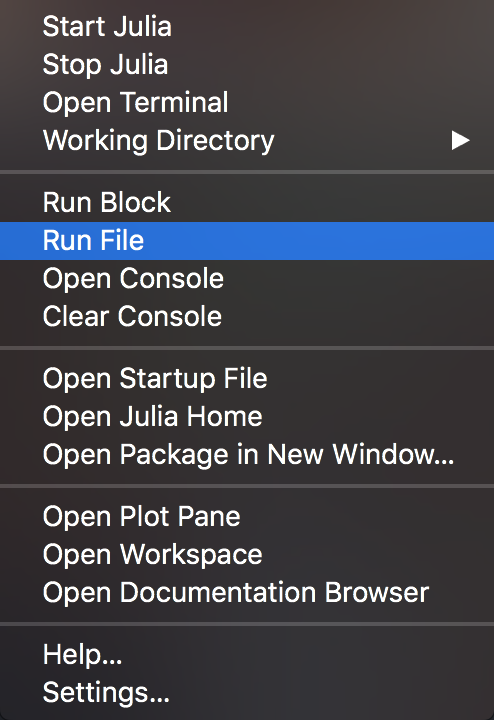 Start Julia
Stop Julia
Open Terminal
Working Directory
Run Block
Run File
Open Console
Clear Console
Open Startup File
Open Julia Home
Open Package in New Window...
Open Plot Pane
Open Workspace
Open Documentation Browser
Help...
Settings...